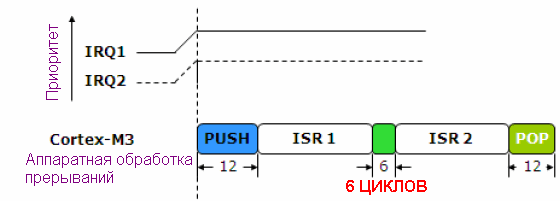 Приоритет
IRQ1
IRQ2
Cortex-M3
Аппаратная обработка
прерываний
PUSH
ISR 1
ISR 2
POP
12
6
12
6 ЦИКЛОВ